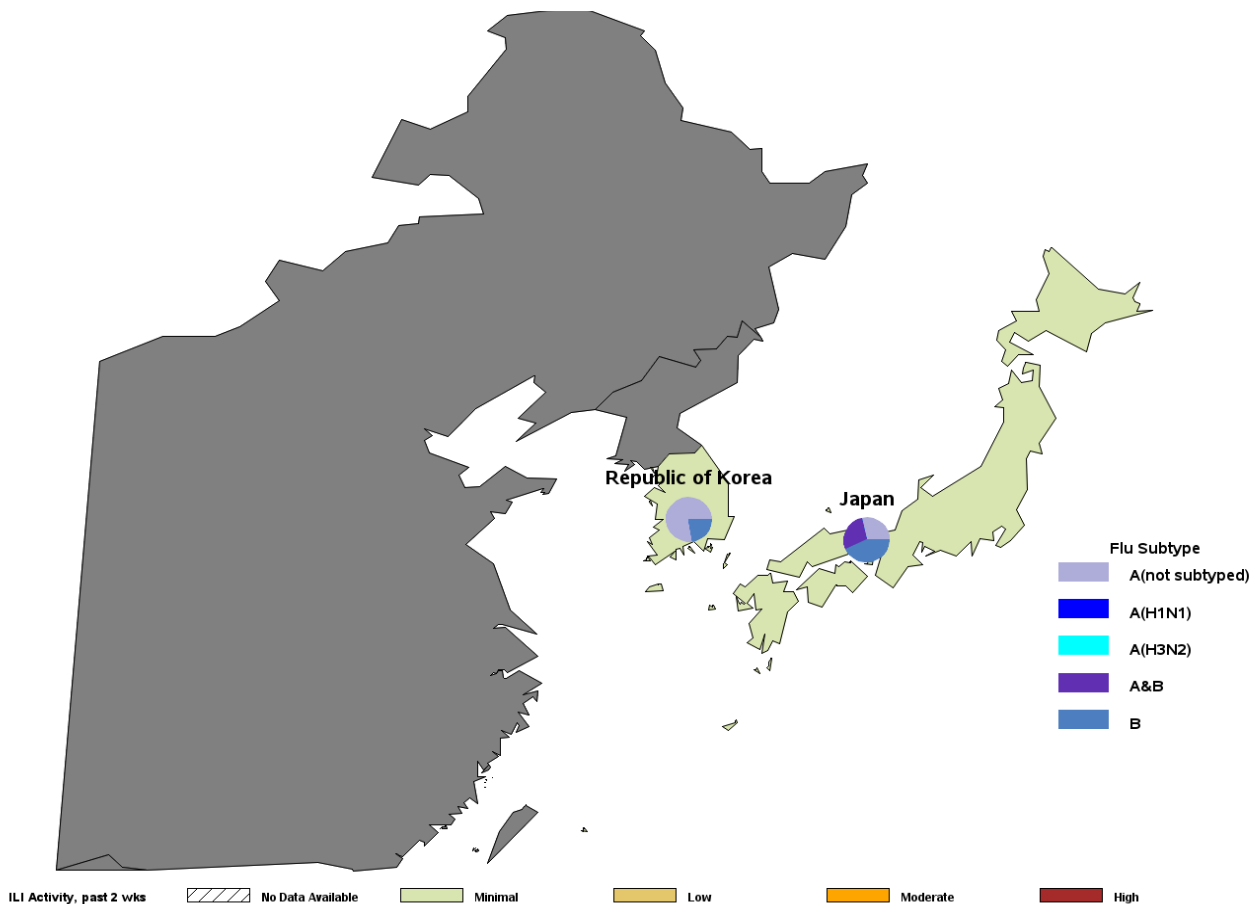 Republic of Korea
Japan
Flu Subtype
A(not subtyped)
A(H1N1)
A(H3N2)
A&B
B
ILI Activity, past 2 wks No Data Available Minimal Low Moderate High